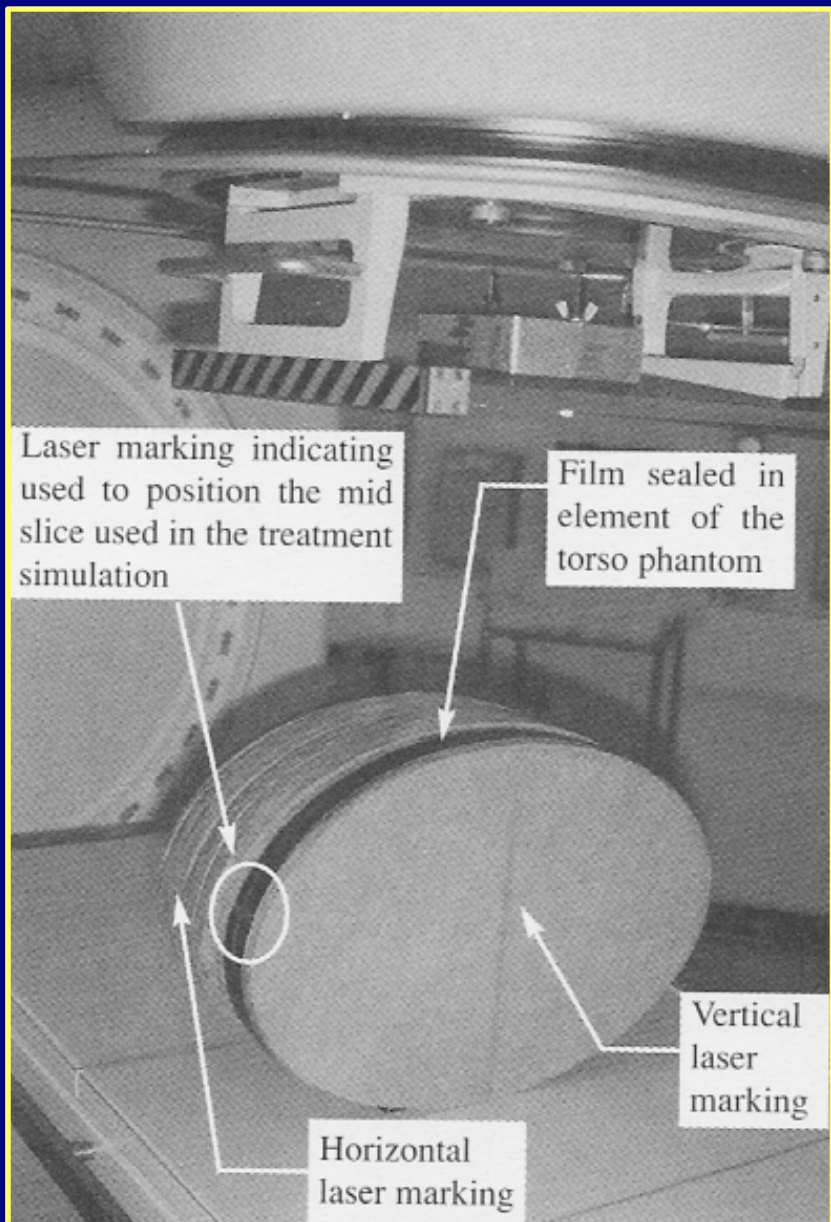 Laser marking indicating
used to position the mid
slice used in the treatment
simulation
Film sealed in
element of the
torso phantom
Vertical
laser
marking
Horizontal
laser marking